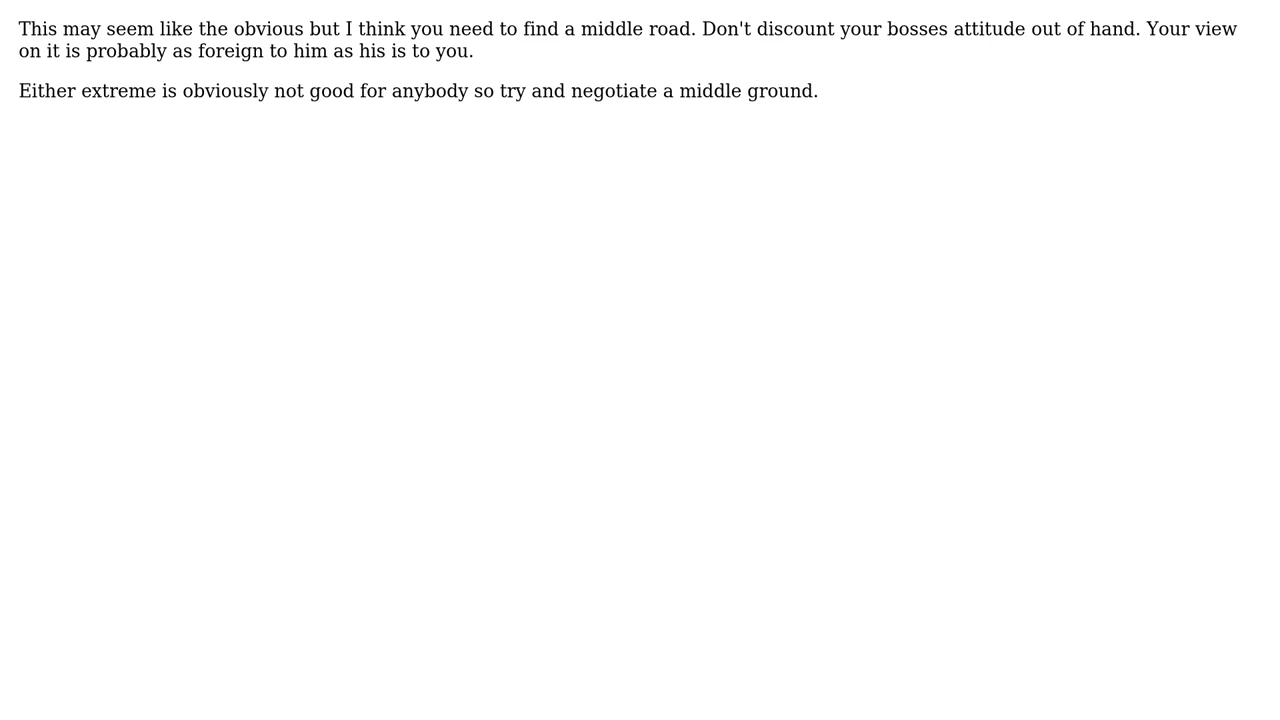 This may seem like the obvious but I think you need to find a middle road. Don't discount your bosses attitude out of hand. Your view
on it is probably as foreign to him as his is to you.
Either extreme is obviously not good for anybody so try and negotiate a middle ground.